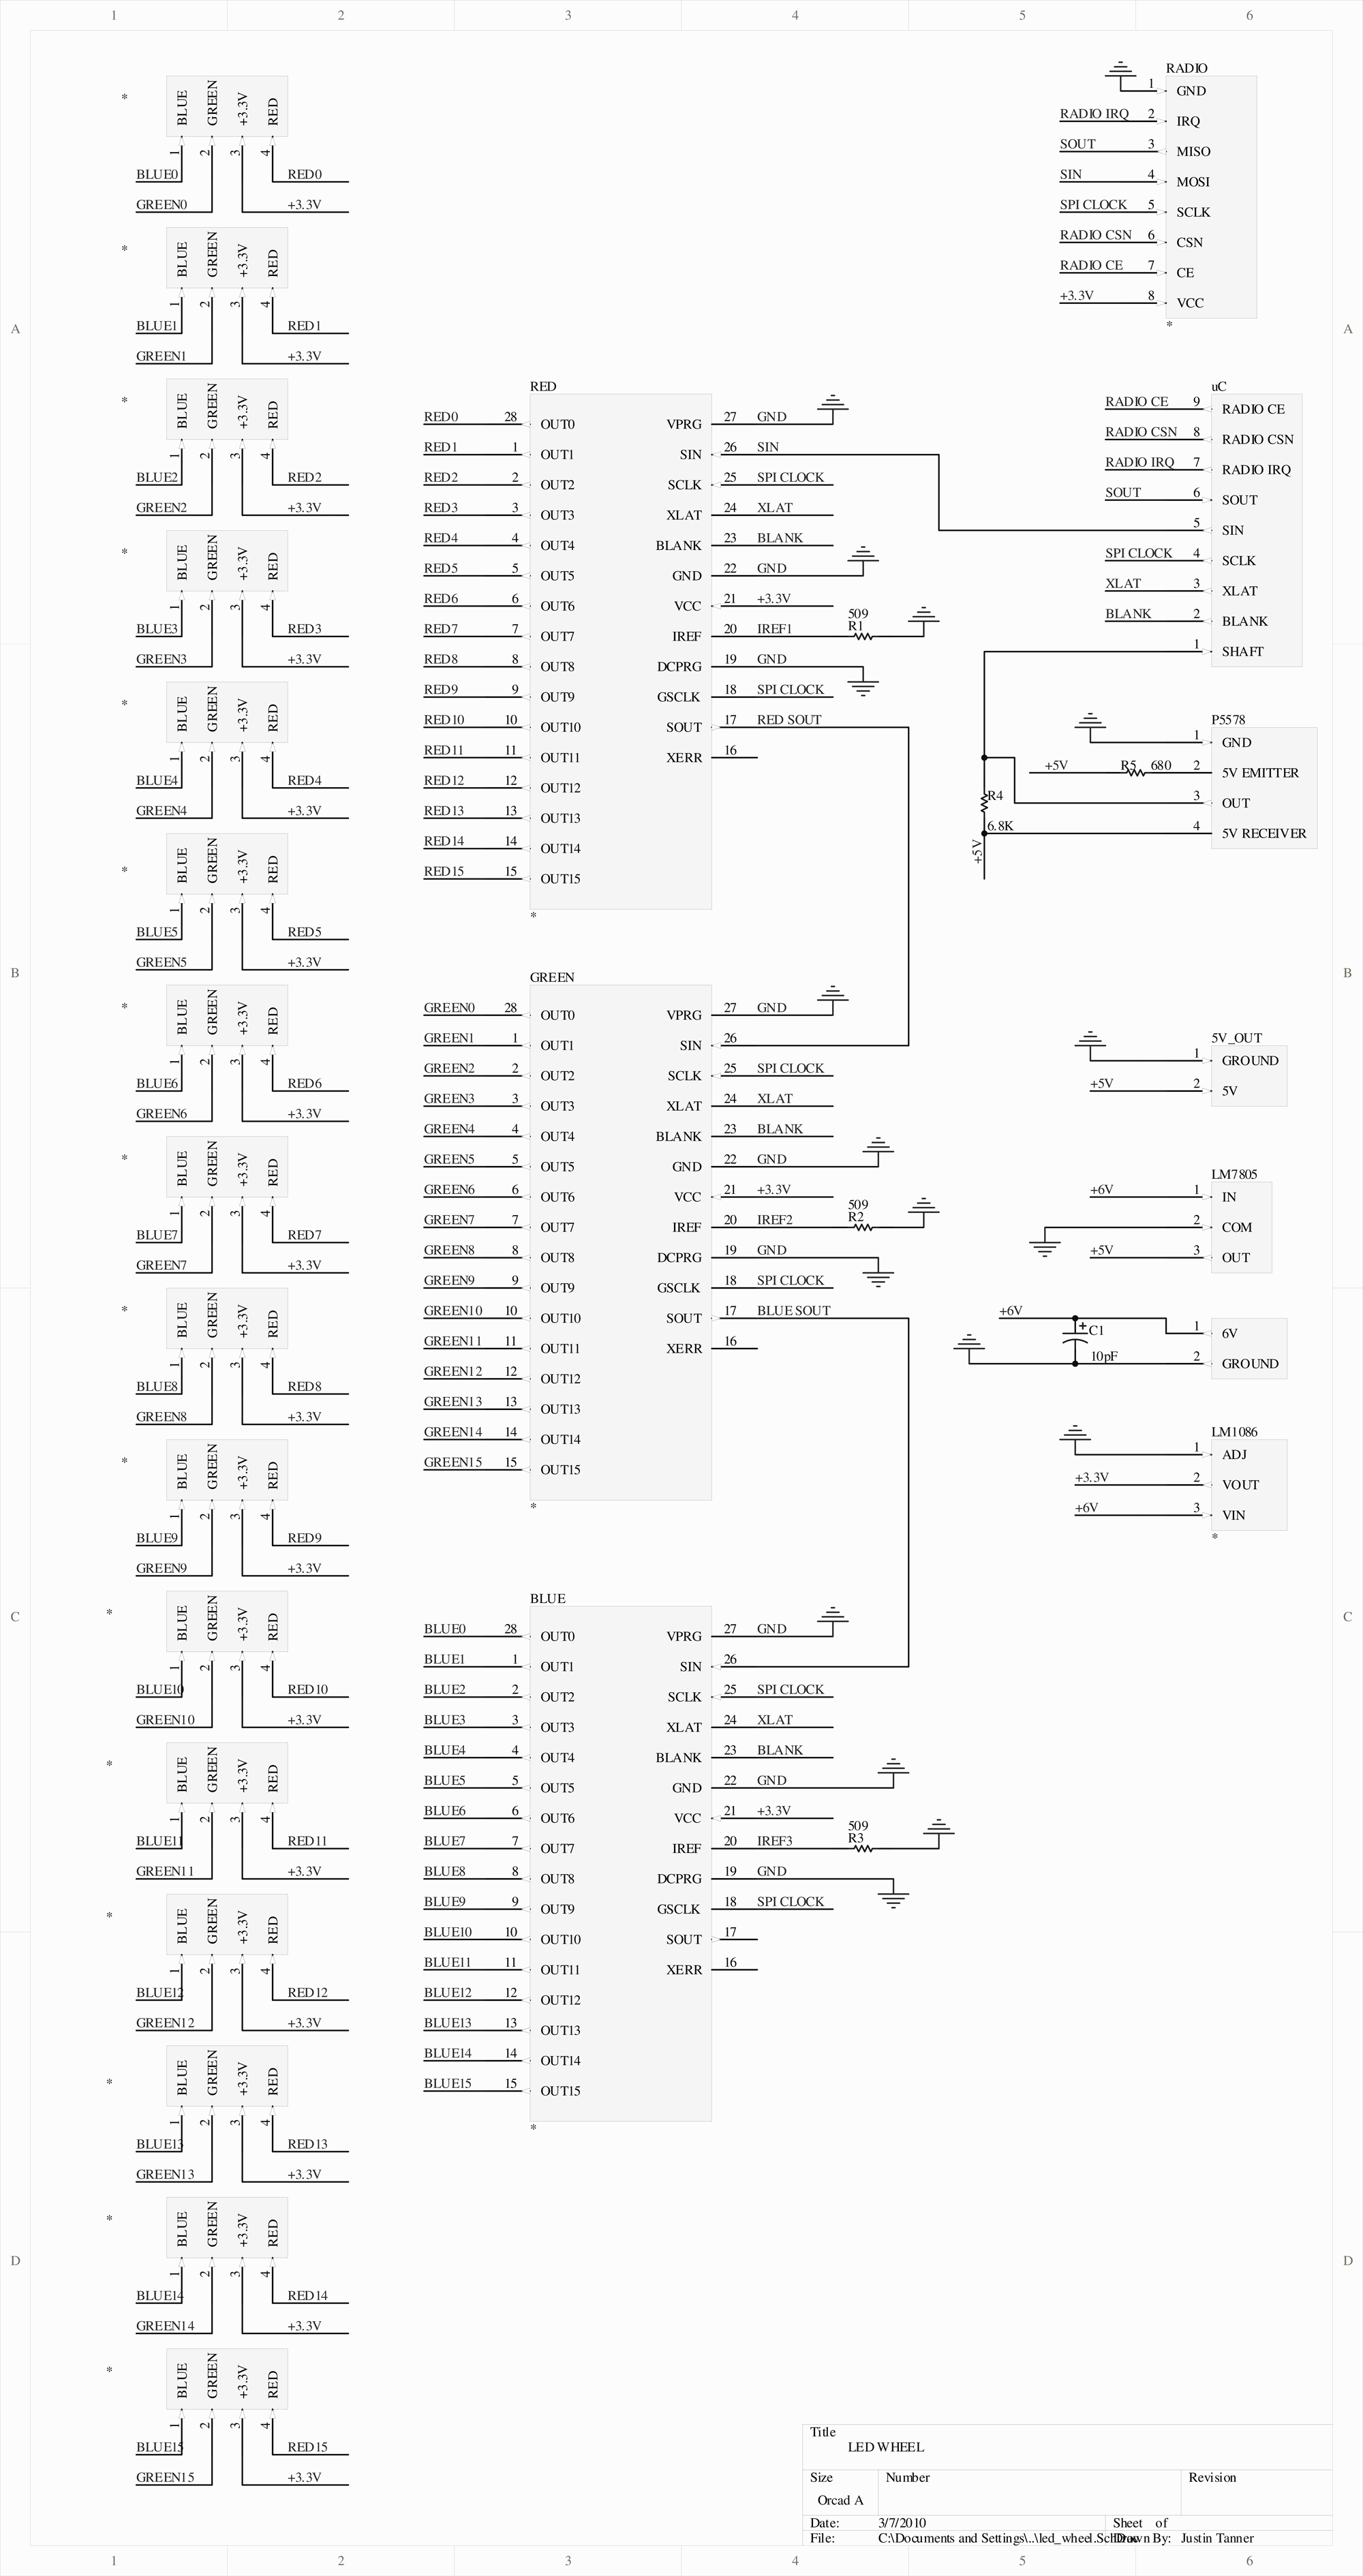 1 2 3 4 5 6
A
B
C
D
*
BLUE GREEN +3.3V RED
1 2 3 4
BLUE0 RED0
GREEN0 +3.3V
*
BLUE GREEN +3.3V RED
1 2 3 4
BLUE1 RED1
GREEN1 +3.3V
*
BLUE GREEN +3.3V RED
1 2 3 4
BLUE2 RED2
GREEN2 +3.3V
*
BLUE GREEN +3.3V RED
1 2 3 4
BLUE3 RED3
GREEN3 +3.3V
*
BLUE GREEN +3.3V RED
1 2 3 4
BLUE4 RED4
GREEN4 +3.3V
*
BLUE GREEN +3.3V RED
1 2 3 4
BLUE5 RED5
GREEN5 +3.3V
*
BLUE GREEN +3.3V RED
1 2 3 4
BLUE6 RED6
GREEN6 +3.3V
*
BLUE GREEN +3.3V RED
1 2 3 4
BLUE7 RED7
GREEN7 +3.3V
*
BLUE GREEN +3.3V RED
1 2 3 4
BLUE8 RED8
GREEN8 +3.3V
*
BLUE GREEN +3.3V RED
1 2 3 4
BLUE9 RED9
GREEN9 +3.3V
*
BLUE GREEN +3.3V RED
1 2 3 4
BLUE10 RED10
GREEN10 +3.3V
*
BLUE GREEN +3.3V RED
1 2 3 4
BLUE11 RED11
GREEN11 +3.3V
*
BLUE GREEN +3.3V RED
1 2 3 4
BLUE12 RED12
GREEN12 +3.3V
*
BLUE GREEN +3.3V RED
1 2 3 4
BLUE13 RED13
GREEN13 +3.3V
*
BLUE GREEN +3.3V RED
1 2 3 4
BLUE14 RED14
GREEN14 +3.3V
*
BLUE GREEN +3.3V RED
1 2 3 4
BLUE15 RED15
GREEN15 +3.3V
RED
RED0 28 OUT0 VPRG 27 GND
RED1 1 OUT1 SIN 26 SIN
RED2 2 OUT2 SCLK 25 SPI CLOCK
RED3 3 OUT3 XLAT 24 XLAT
RED4 4 OUT4 BLANK 23 BLANK
RED5 5 OUT5 GND 22 GND
RED6 6 OUT6 VCC 21 +3.3V
509
R1
RED7 7 OUT7 IREF 20 IREF1
RED8 8 OUT8 DCPRG 19 GND
RED9 9 OUT9 GSCLK 18 SPI CLOCK
RED10 10 OUT10 SOUT 17 RED SOUT
RED11 11 OUT11 XERR 16
RED12 12 OUT12
RED13 13 OUT13
RED14 14 OUT14
RED15 15 OUT15
*
GREEN
GREEN0 28 OUT0 VPRG 27 GND
GREEN1 1 OUT1 SIN 26
GREEN2 2 OUT2 SCLK 25 SPI CLOCK
GREEN3 3 OUT3 XLAT 24 XLAT
GREEN4 4 OUT4 BLANK 23 BLANK
GREEN5 5 OUT5 GND 22 GND
GREEN6 6 OUT6 VCC 21 +3.3V
509
R2
GREEN7 7 OUT7 IREF 20 IREF2
GREEN8 8 OUT8 DCPRG 19 GND
GREEN9 9 OUT9 GSCLK 18 SPI CLOCK
GREEN10 10 OUT10 SOUT 17 BLUE SOUT
GREEN11 11 OUT11 XERR 16
GREEN12 12 OUT12
GREEN13 13 OUT13
GREEN14 14 OUT14
GREEN15 15 OUT15
*
BLUE
BLUE0 28 OUT0 VPRG 27 GND
BLUE1 1 OUT1 SIN 26
BLUE2 2 OUT2 SCLK 25 SPI CLOCK
BLUE3 3 OUT3 XLAT 24 XLAT
BLUE4 4 OUT4 BLANK 23 BLANK
BLUE5 5 OUT5 GND 22 GND
BLUE6 6 OUT6 VCC 21 +3.3V
509
R3
BLUE7 7 OUT7 IREF 20 IREF3
BLUE8 8 OUT8 DCPRG 19 GND
BLUE9 9 OUT9 GSCLK 18 SPI CLOCK
BLUE10 10 OUT10 SOUT 17
BLUE11 11 OUT11 XERR 16
BLUE12 12 OUT12
BLUE13 13 OUT13
BLUE14 14 OUT14
BLUE15 15 OUT15
*
RADIO
1 GND
RADIO IRQ 2 IRQ
SOUT 3 MISO
SIN 4 MOSI
SPI CLOCK 5 SCLK
RADIO CSN 6 CSN
RADIO CE 7 CE
+3.3V 8 VCC
*
uC
RADIO CE 9 RADIO CE
RADIO CSN 8 RADIO CSN
RADIO IRQ 7 RADIO IRQ
SOUT 6 SOUT
5 SIN
SPI CLOCK 4 SCLK
XLAT 3 XLAT
BLANK 2 BLANK
1 SHAFT
P5578
1 GND
+5V R5 680 2 5V EMITTER
R4 3 OUT
6.8K 4 5V RECEIVER
+5V
5V_OUT
1 GROUND
+5V 2 5V
LM7805
+6V 1 IN
2 COM
+5V 3 OUT
+6V
+ C1 1 6V
10pF 2 GROUND
LM1086
1 ADJ
+3.3V 2 VOUT
+6V 3 VIN
*
Title
LED WHEEL
Size Number Revision
Orcad A
Date: 3/7/2010 Sheet of
File: C:\Documents and Settings\..\led_wheel.SchDoc Drawn By: Justin Tanner
A
B
C
D
1 2 3 4 5 6